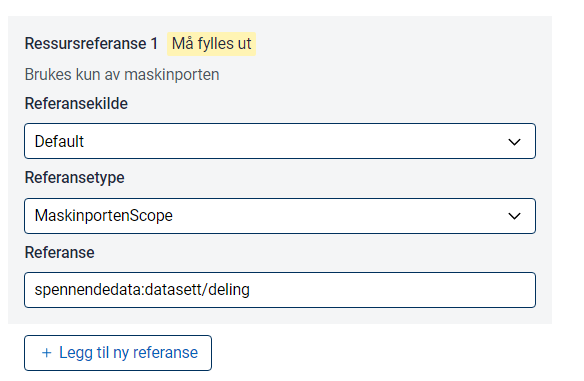 Ressursreferanse 1 Må fylles ut
Brukes kun av maskinporten
Referansekilde
Default
Referansetype
MaskinportenScope
Referanse
spennendedata:datasett/deling
+ Legg til ny referanse